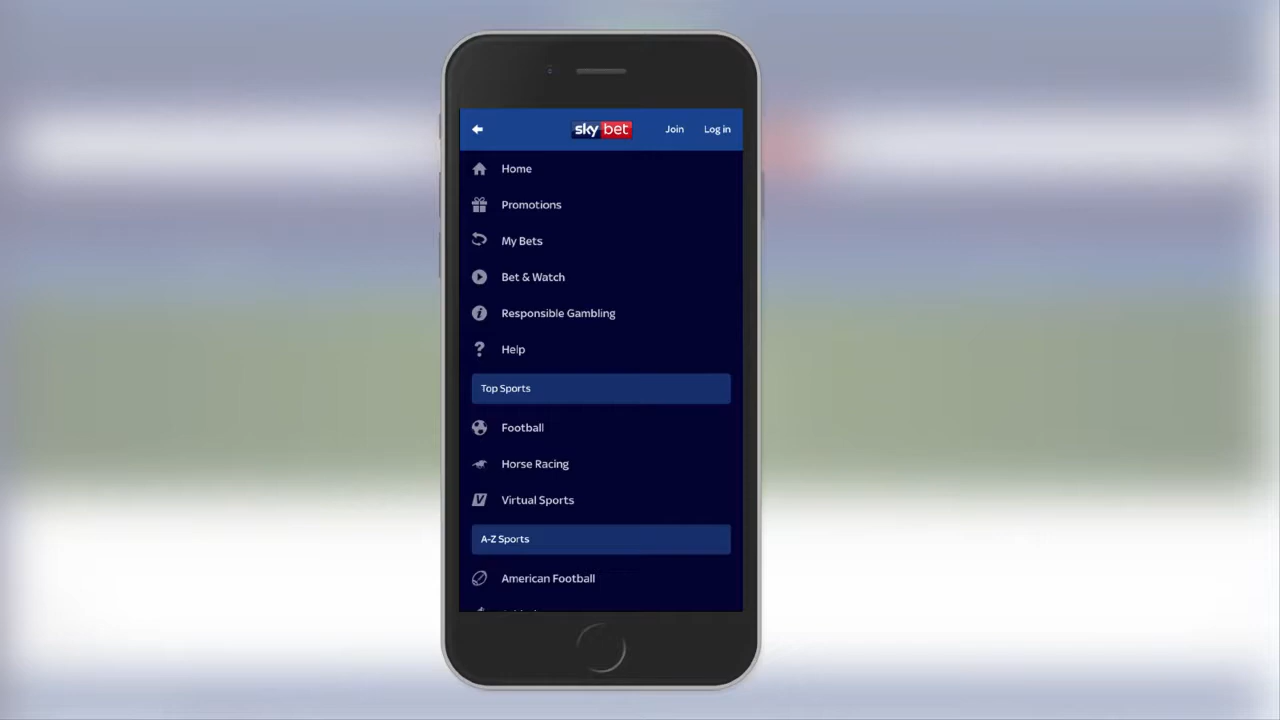 sky bet
Join
Log in
Home
Promotions
My Bets
Bet & Watch
Responsible Gambling
Help
Top Sports
Football
Horse Racing
Virtual Sports
A-Z Sports
American Football